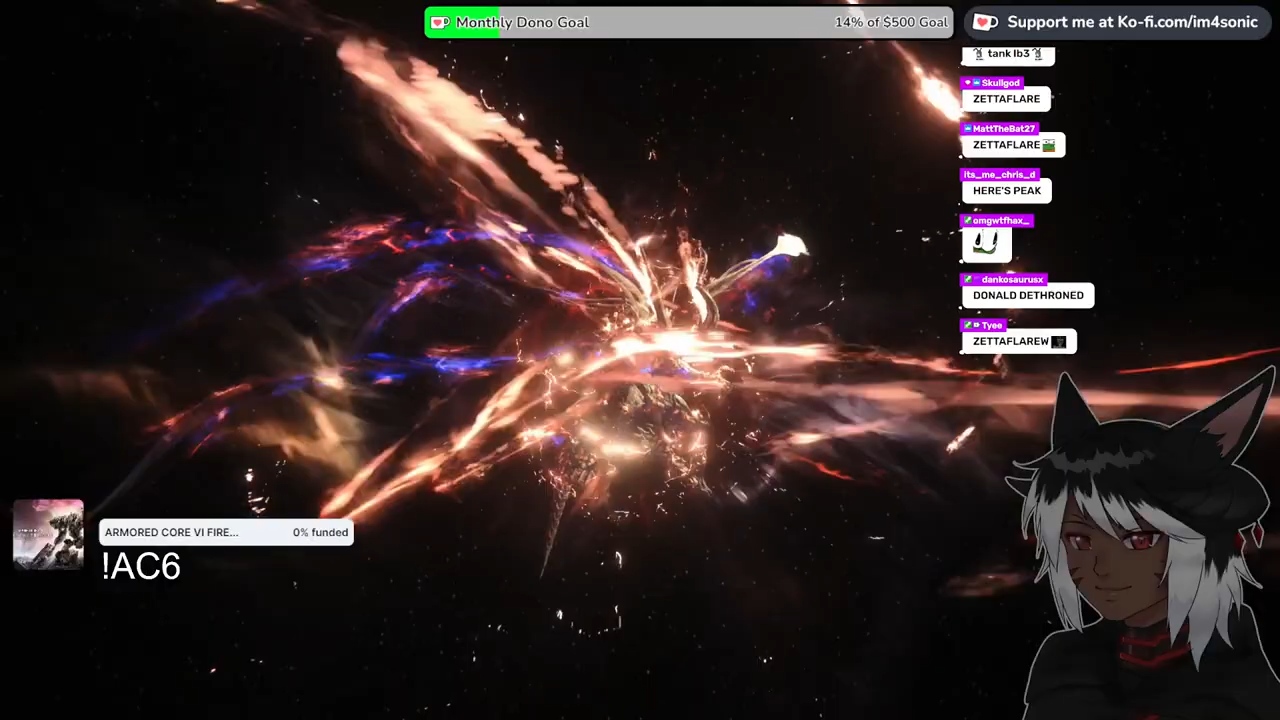 Monthly Dono Goal
14% of $500 Goal
Support me at Ko-fi.com/im4sonic
tank lb3
Skullgod
ZETTAFLARE
MattTheBat27
ZETTAFLARE
its_me_chris_d
HERE'S PEAK
omgwtfhax_
dankosaurusx
DONALD DETHRONED
Tyee
ZETTAFLAREW
ARMORED CORE VI FIRE...
0% funded
!AC6